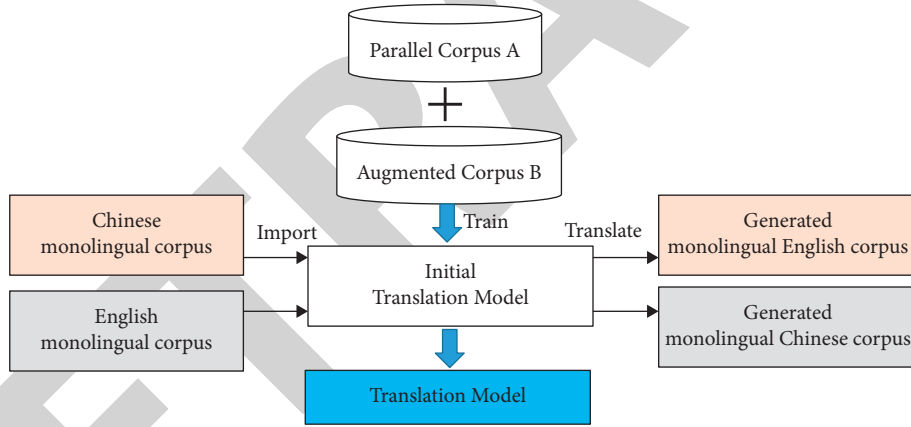 Parallel Corpus A
+
Augmented Corpus B
Chinese
monolingual corpus
Import
Train
Translate
Generated
monolingual English corpus
Initial
Translation Model
English
monolingual corpus
Generated
monolingual Chinese corpus
Translation Model